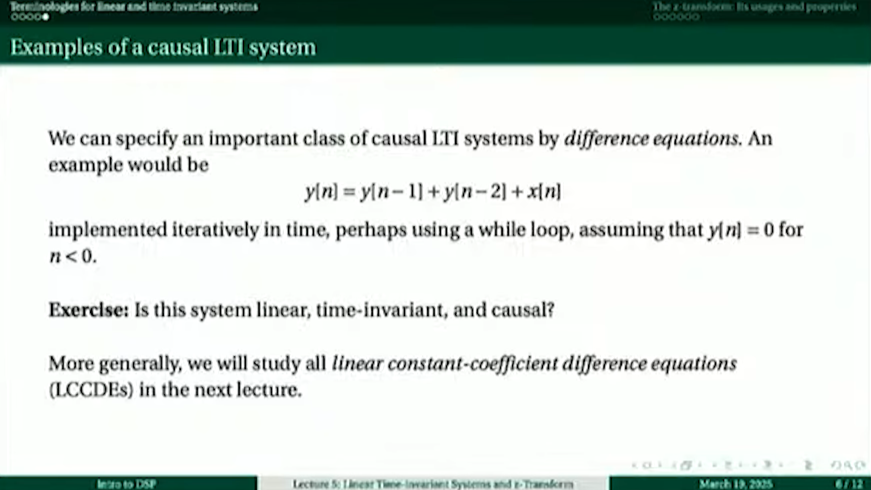 Terminologies for linear and time invariant systems
The z-transform: Its usages and properties
Examples of a causal LTI system
We can specify an important class of causal LTI systems by difference equations. An
example would be
y[n] = y[n − 1] + y[n − 2] + x[n]
implemented iteratively in time, perhaps using a while loop, assuming that y[n] = 0 for
n < 0.
Exercise: Is this system linear, time-invariant, and causal?
More generally, we will study all linear constant-coefficient difference equations
(LCCDEs) in the next lecture.
Intro to DSP
Lecture 5: Linear Time-Invariant Systems and z-Transform
March 19, 2025
6 / 12